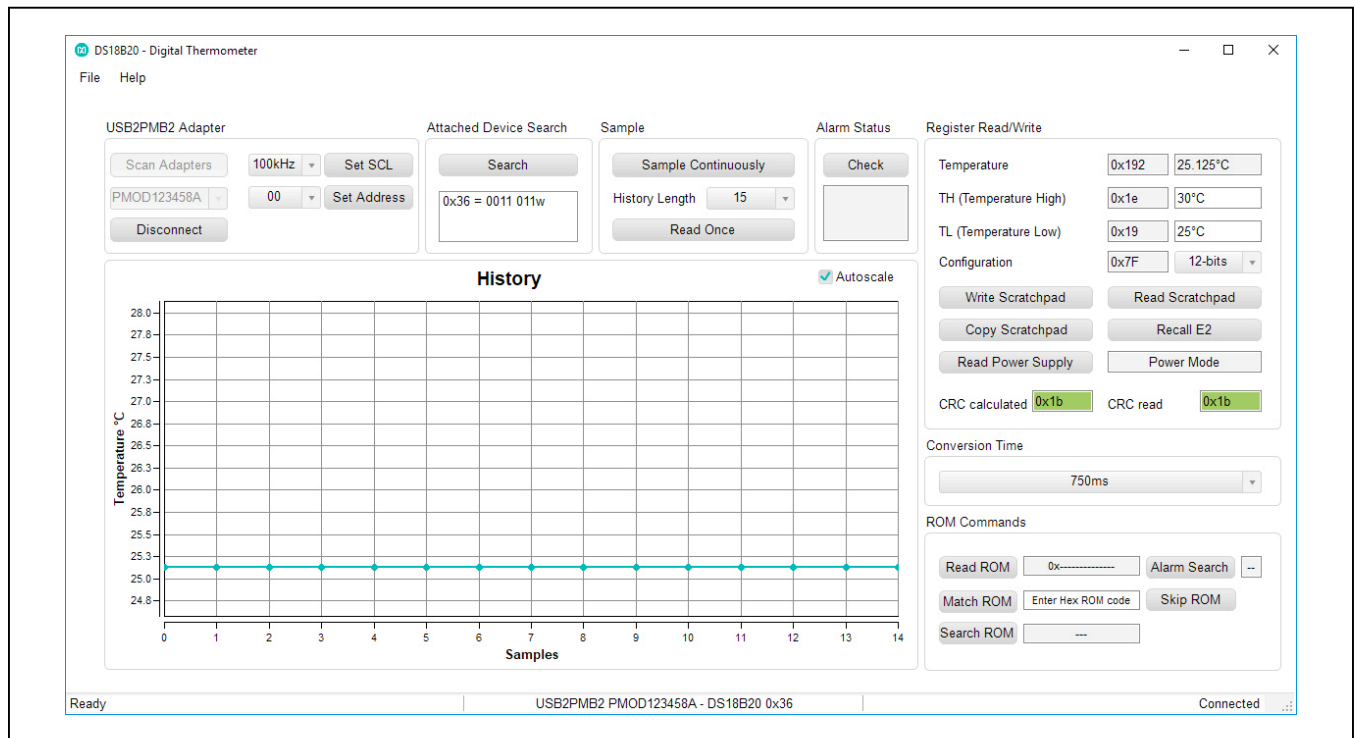 DS18B20 - Digital Thermometer
File Help
USB2PMB2 Adapter
Scan Adapters 100kHz Set SCL
PMOD123458A 00 Set Address
Disconnect
Attached Device Search
Search
0x36 = 0011 011w
Sample
Sample Continuously
History Length 15
Read Once
Alarm Status
Check
Register Read/Write
Temperature 0x192 25.125°C
TH (Temperature High) 0x1e 30°C
TL (Temperature Low) 0x19 25°C
Configuration 0x7F 12-bits
Write Scratchpad Read Scratchpad
Copy Scratchpad Recall E2
Read Power Supply Power Mode
CRC calculated 0x1b CRC read 0x1b
History
Autoscale
Temperature °C
28.0
27.8
27.5
27.3
27.0
26.8
26.5
26.3
26.0
25.8
25.5
25.3
25.0
24.8
0 1 2 3 4 5 6 7 8 9 10 11 12 13 14
Samples
Conversion Time
750ms
ROM Commands
Read ROM 0x-------------- Alarm Search --
Match ROM Enter Hex ROM code Skip ROM
Search ROM ---
Ready USB2PMB2 PMOD123458A - DS18B20 0x36 Connected